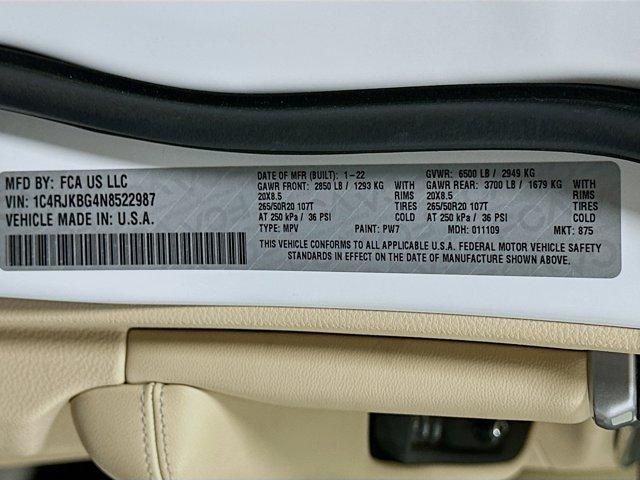 MFD BY: FCA US LLC
VIN: 1C4RJKBG4N8522987
VEHICLE MADE IN U.S.A.
DATE OF MFR (BUILT): 1-22 GVWR: 6500 LB / 2949 KG
GAWR FRONT: 2850 LB / 1293 KG WITH GAWR REAR: 3700 LB / 1679 KG WITH
20X8.5 RIMS 20X8.5 RIMS
265/50R20 107T TIRES 265/50R20 107T TIRES
AT 250 kPa / 36 PSI COLD AT 250 kPa / 36 PSI COLD
TYPE: MPV PAINT: PW7 MDH: 011109 MKT: 875
THIS VEHICLE CONFORMS TO ALL APPLICABLE U.S.A. FEDERAL MOTOR VEHICLE SAFETY
STANDARDS IN EFFECT ON THE DATE OF MANUFACTURE SHOWN ABOVE.